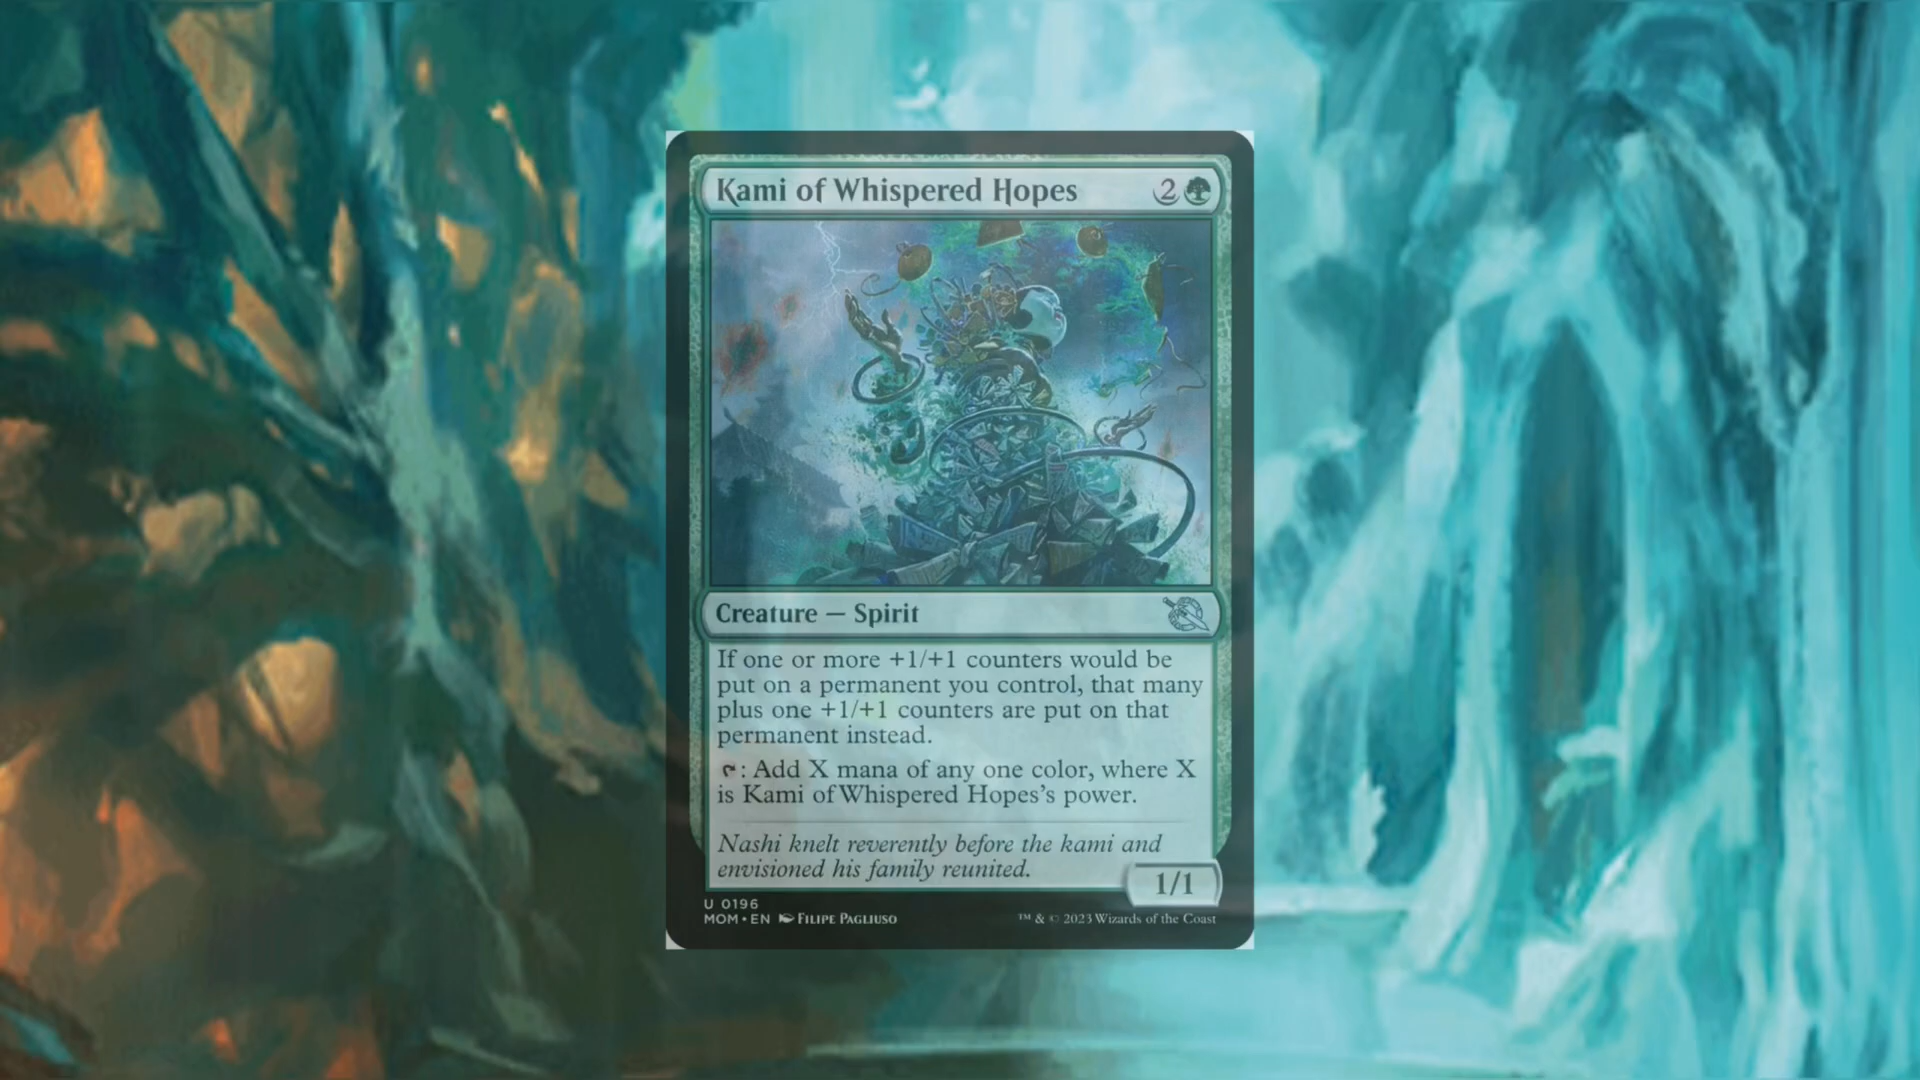 Kami of Whispered Hopes 2
Creature — Spirit
If one or more +1/+1 counters would be
put on a permanent you control, that many
plus one +1/+1 counters are put on that
permanent instead.
: Add X mana of any one color, where X
is Kami of Whispered Hopes's power.
Nashi knelt reverently before the kami and
envisioned his family reunited.
1/1
U 0196
MOM • EN FILIPE PAGLIUSO ™ & © 2023 Wizards of the Coast